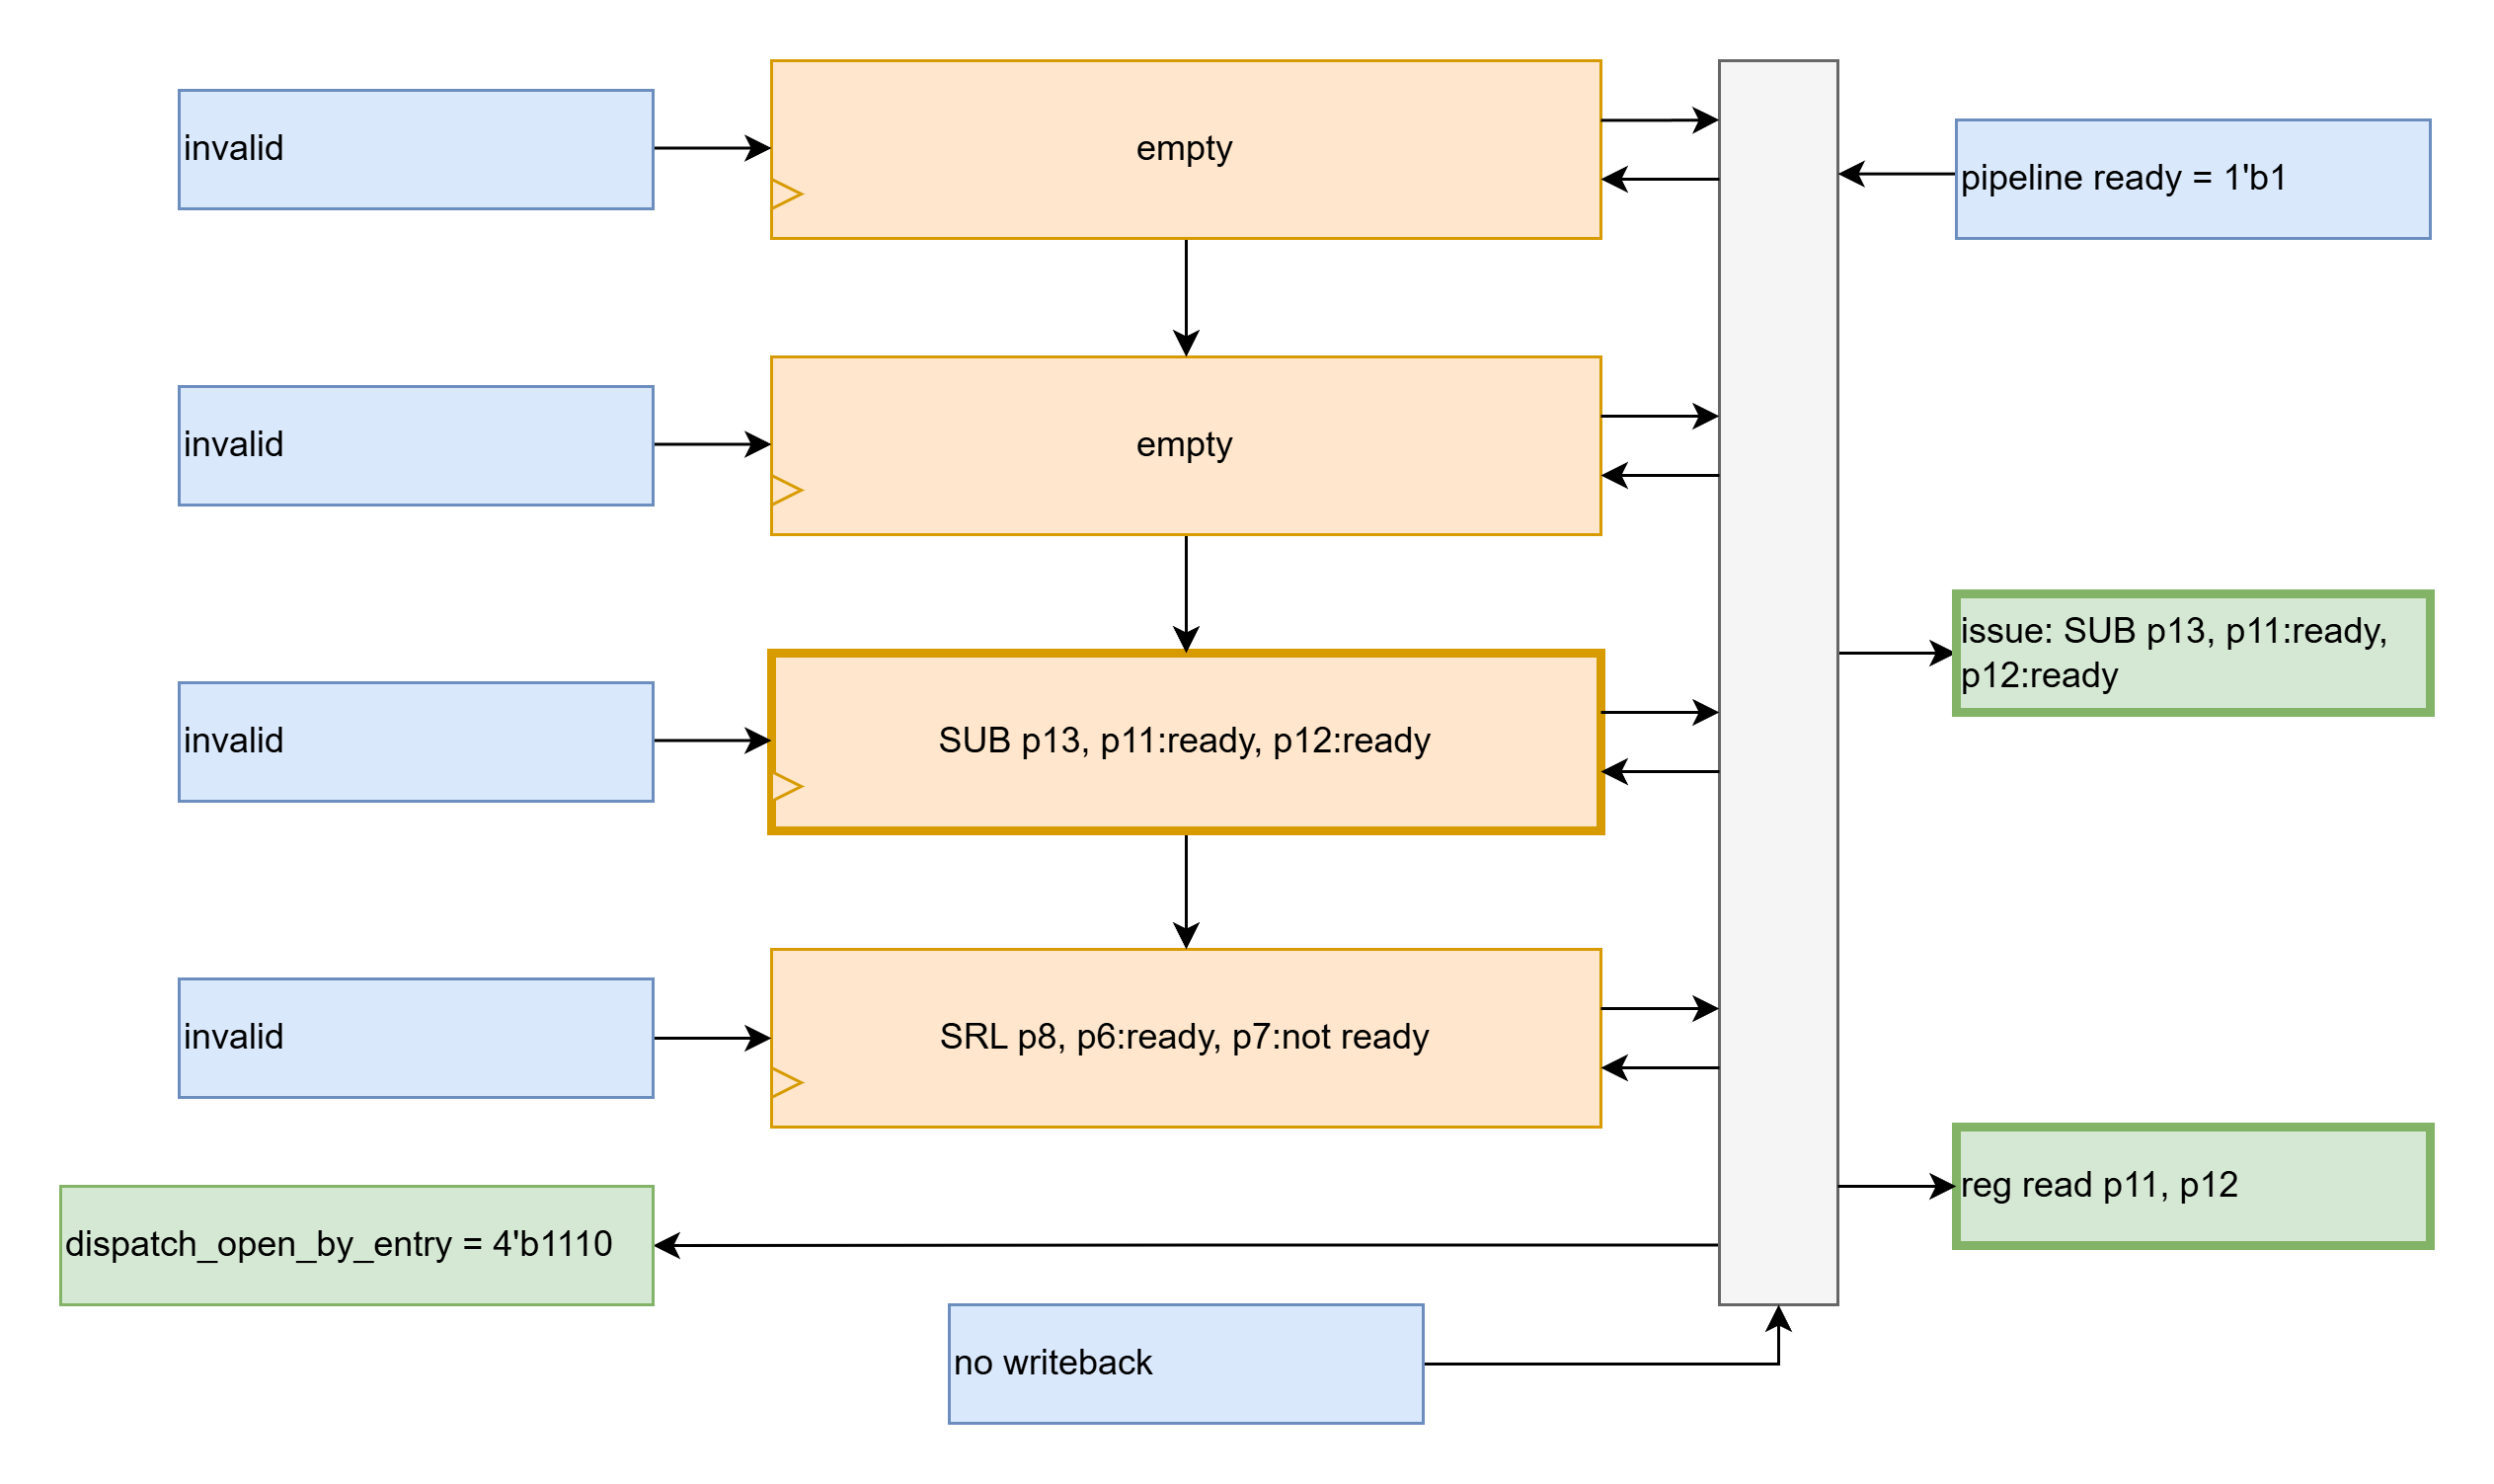 invalid
empty
pipeline ready = 1'b1
invalid
empty
issue: SUB p13, p11:ready,
p12:ready
invalid
SUB p13, p11:ready, p12:ready
invalid
SRL p8, p6:ready, p7:not ready
reg read p11, p12
dispatch_open_by_entry = 4'b1110
no writeback